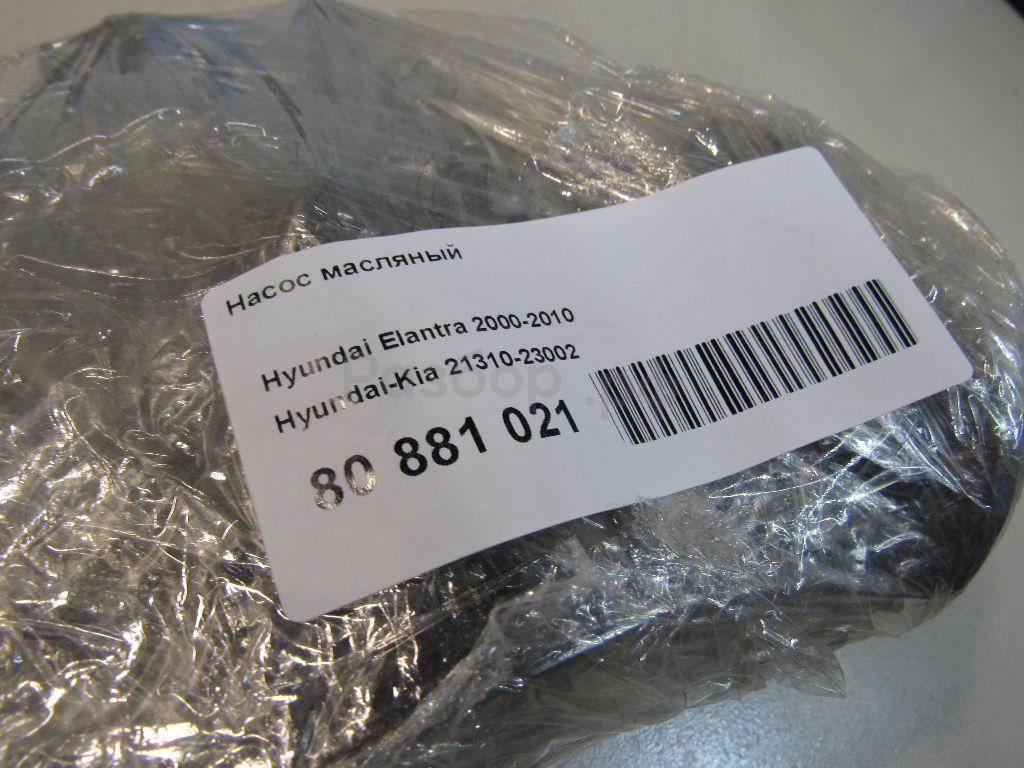 Насос масляный
Hyundai Elantra 2000-2010
Hyundai-Kia 21310-23002
80 881 021